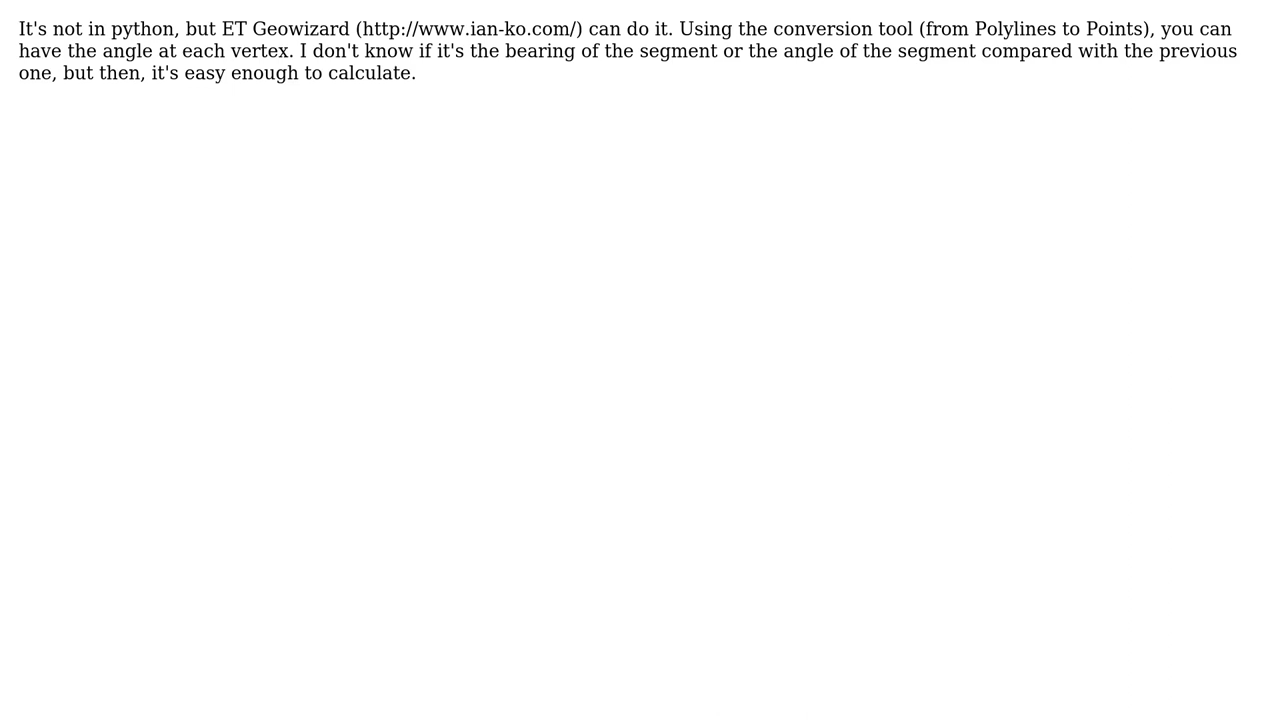 It's not in python, but ET Geowizard (http://www.ian-ko.com/) can do it. Using the conversion tool (from Polylines to Points), you can
have the angle at each vertex. I don't know if it's the bearing of the segment or the angle of the segment compared with the previous
one, but then, it's easy enough to calculate.